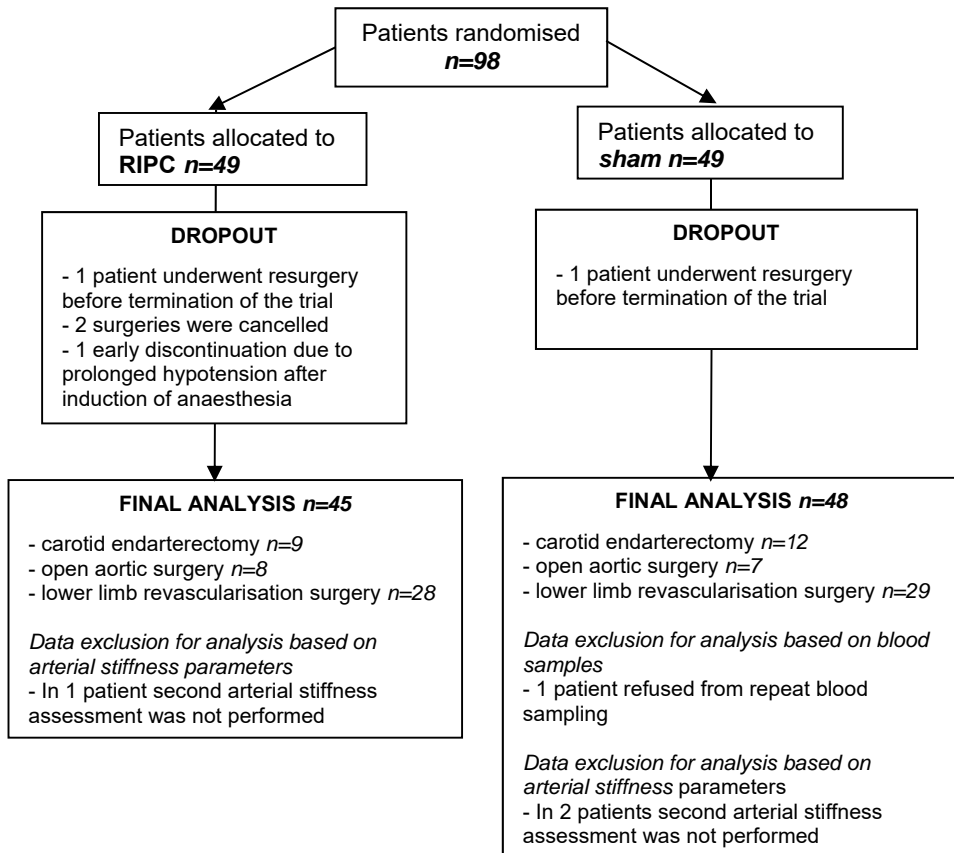 Patients randomised
n=98
Patients allocated to
RIPC n=49
Patients allocated to
sham n=49
DROPOUT
- 1 patient underwent resurgery
before termination of the trial
- 2 surgeries were cancelled
- 1 early discontinuation due to
prolonged hypotension after
induction of anaesthesia
DROPOUT
- 1 patient underwent resurgery
before termination of the trial
FINAL ANALYSIS n=45
- carotid endarterectomy n=9
- open aortic surgery n=8
- lower limb revascularisation surgery n=28
Data exclusion for analysis based on
arterial stiffness parameters
- In 1 patient second arterial stiffness
assessment was not performed
FINAL ANALYSIS n=48
- carotid endarterectomy n=12
- open aortic surgery n=7
- lower limb revascularisation surgery n=29
Data exclusion for analysis based on blood
samples
- 1 patient refused from repeat blood
sampling
Data exclusion for analysis based on
arterial stiffness parameters
- In 2 patients second arterial stiffness
assessment was not performed